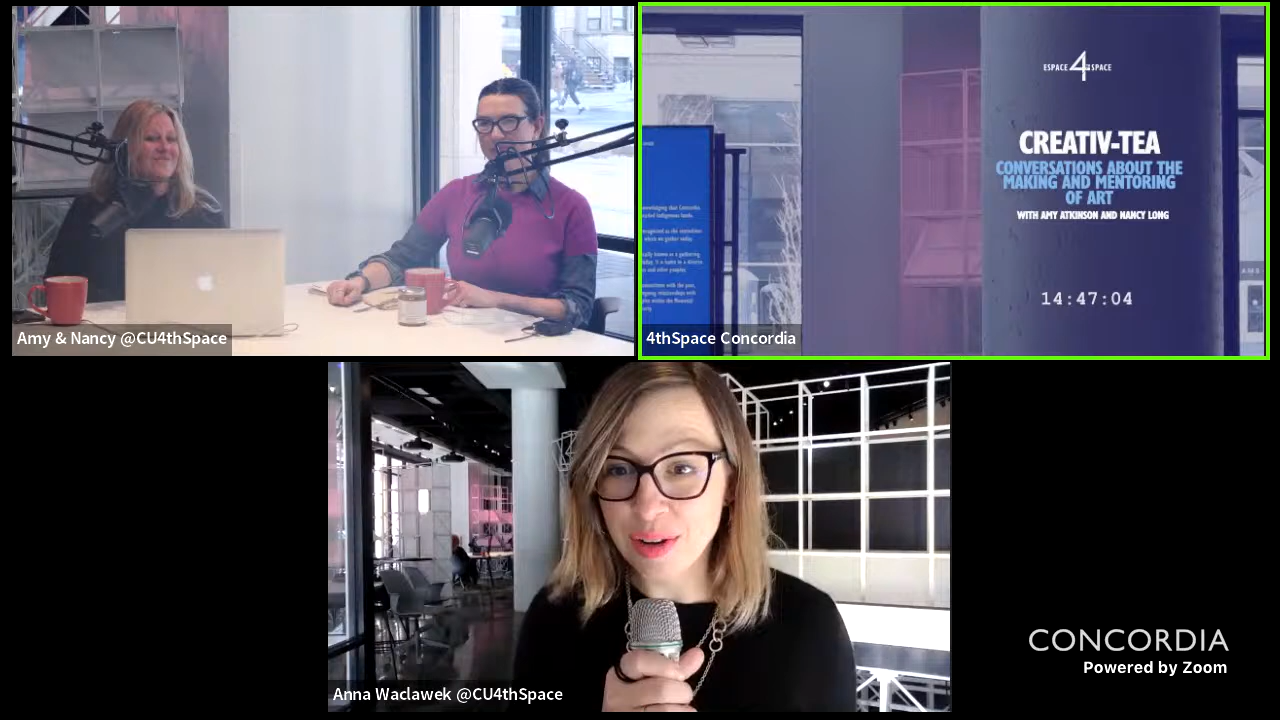 ESPACE 4 SPACE
CREATIV-TEA
CONVERSATIONS ABOUT THE
MAKING AND MENTORING
OF ART
WITH AMY ATKINSON AND NANCY LONG
14:47:04
Amy & Nancy @CU4thSpace
4thSpace Concordia
Anna Waclawek @CU4thSpace
CONCORDIA
Powered by Zoom